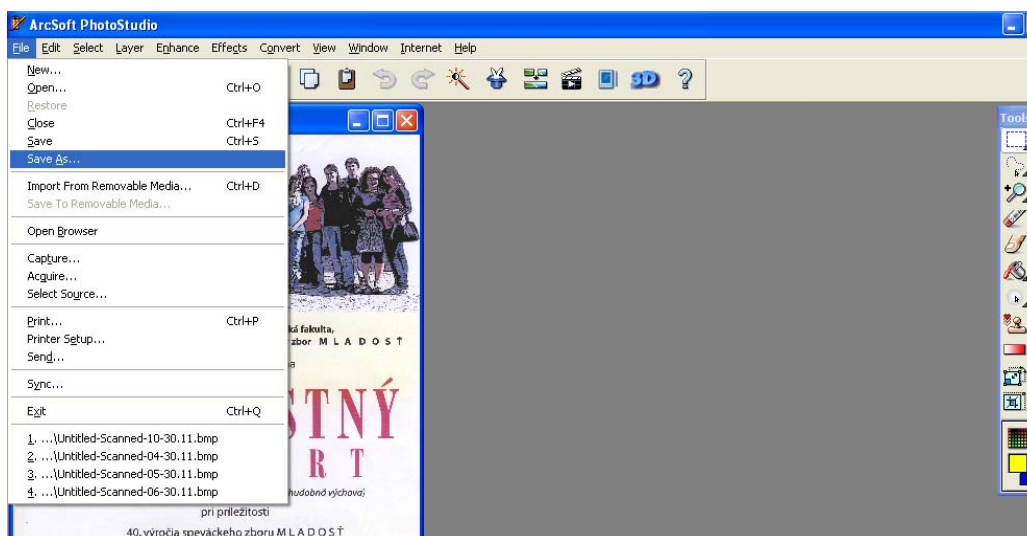 ArcSoft PhotoStudio
File Edit Select Layer Enhance Effects Convert View Window Internet Help
New...
Open... Ctrl+O
Restore
Close Ctrl+F4
Save Ctrl+S
Save As...
Import From Removable Media... Ctrl+D
Save To Removable Media...
Open Browser
Capture...
Acquire...
Select Source...
Print... Ctrl+P
Printer Setup...
Send...
Sync...
Exit Ctrl+Q
1. ...\Untitled-Scanned-10-30.11.bmp
2. ...\Untitled-Scanned-04-30.11.bmp
3. ...\Untitled-Scanned-05-30.11.bmp
4. ...\Untitled-Scanned-06-30.11.bmp
3D ?
Tools
ká fakulta,
zbor M L A D O S Ť
a
STNÝ
R T
hudobná výchova)
pri príležitosti
40. výročia speváckeho zboru M L A D O S Ť